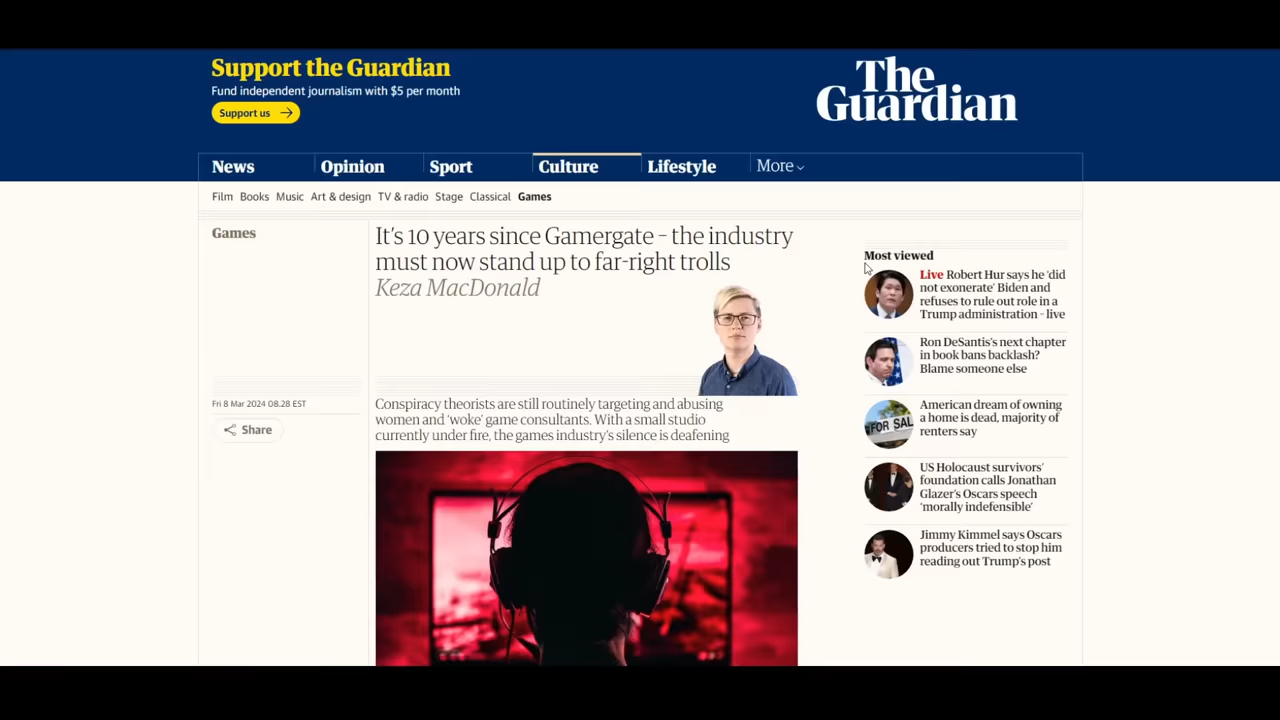 Support the Guardian
Fund independent journalism with $5 per month
Support us
The
Guardian
News
Opinion
Sport
Culture
Lifestyle
More
Film Books Music Art & design TV & radio Stage Classical Games
Games
It's 10 years since Gamergate – the industry
must now stand up to far-right trolls
Keza MacDonald
Fri 8 Mar 2024 08.28 EST
Share
Conspiracy theorists are still routinely targeting and abusing
women and 'woke' game consultants. With a small studio
currently under fire, the games industry's silence is deafening
Most viewed
Live Robert Hur says he 'did
not exonerate' Biden and
refuses to rule out role in a
Trump administration – live
Ron DeSantis's next chapter
in book bans backlash?
Blame someone else
FOR SAL
American dream of owning
a home is dead, majority of
renters say
US Holocaust survivors'
foundation calls Jonathan
Glazer's Oscars speech
'morally indefensible'
Jimmy Kimmel says Oscars
producers tried to stop him
reading out Trump's post